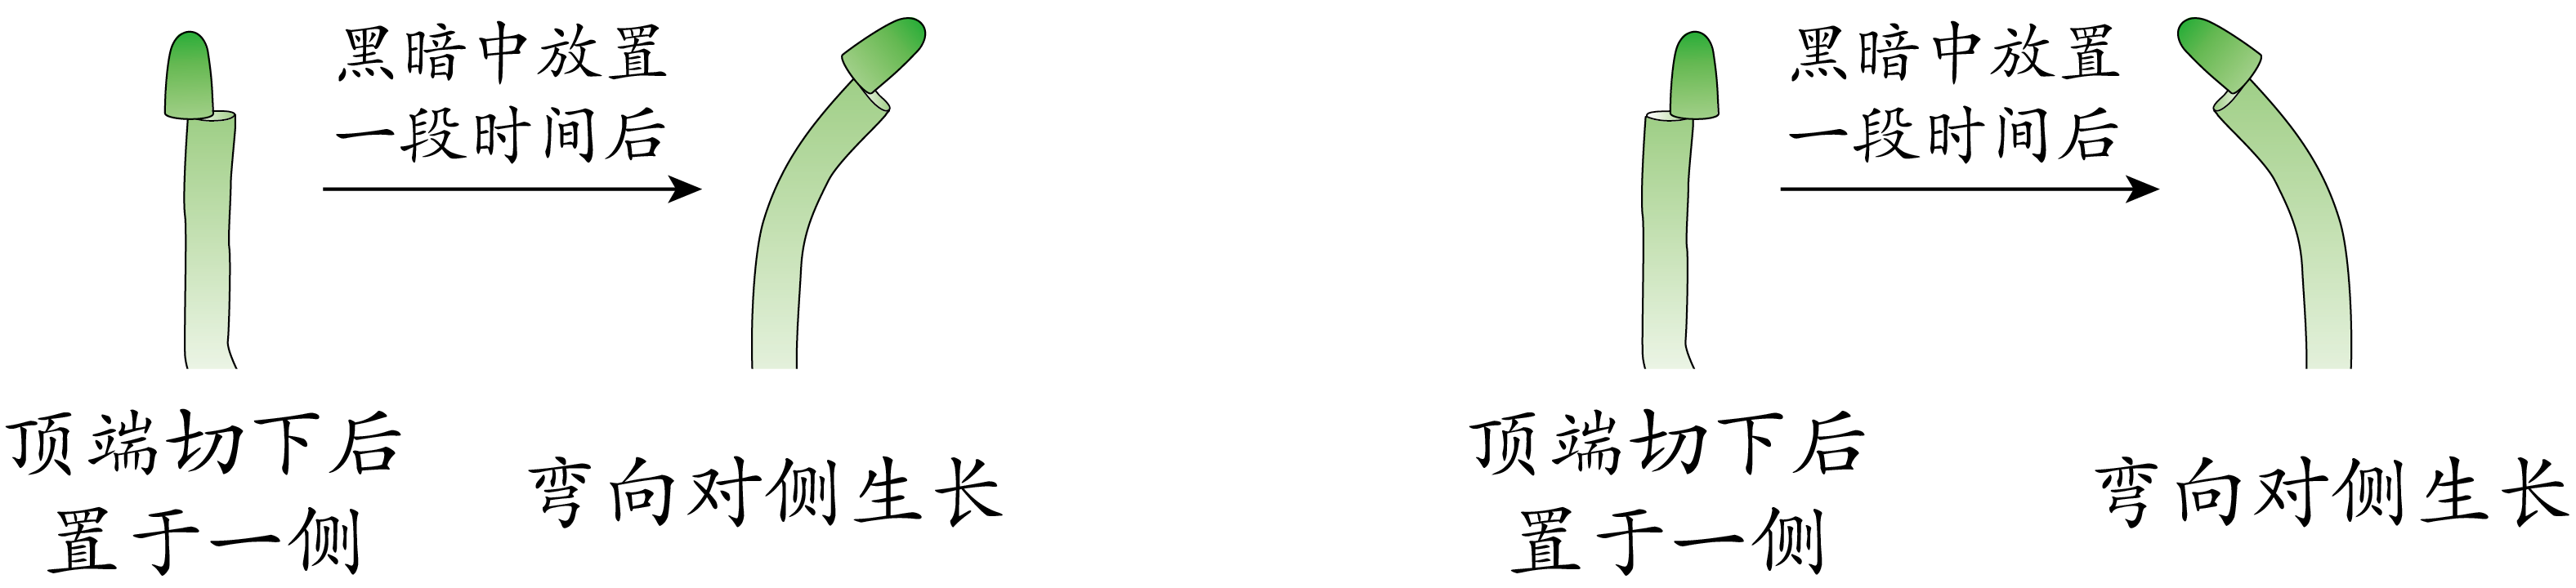 黑暗中放置
一段时间后
顶端切下后
置于一侧
弯向对侧生长
黑暗中放置
一段时间后
顶端切下后
置于一侧
弯向对侧生长